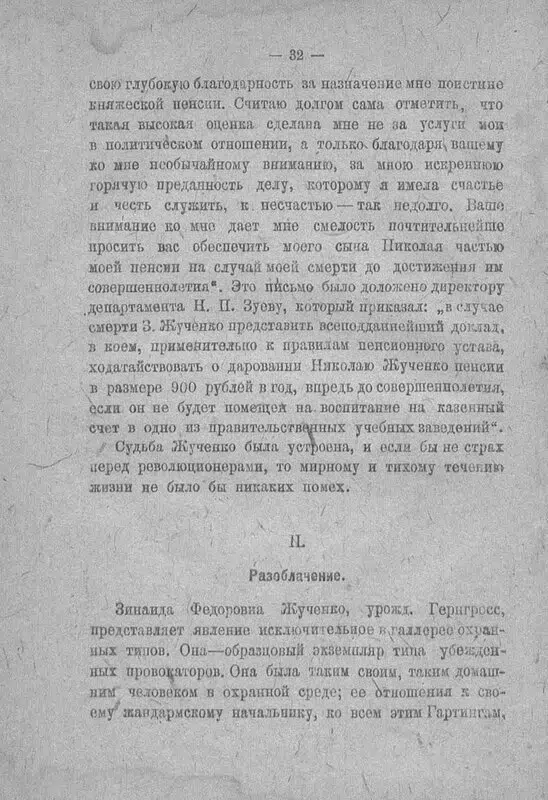 — 32 —
свою глубокую благодарность за назначение мне поистине
княжеской пенсии. Считаю долгом сама отметить, что
такая высокая оценка сделана мне не за услуги мои
в политическом отношении, а только благодаря вашему
ко мне необычайному вниманию, за мою искреннюю
горячую преданность делу, которому я имела счастье
и честь служить, к несчастью — так недолго. Ваше
внимание ко мне дает мне смелость почтительнейше
просить вас обеспечить моего сына Николая частью
моей пенсии на случай моей смерти до достижения им
совершеннолетия“. Это письмо было доложено директору
департамента Н. П. Зуеву, который приказал: „в случае
смерти З. Жученко представить всеподданнейший доклад,
в коем, применительно к правилам пенсионного устава,
ходатайствовать о даровании Николаю Жученко пенсии
в размере 900 рублей в год, впредь до совершеннолетия,
если он не будет помещен на воспитание на казенный
счет в одно из правительственных учебных заведений“.
Судьба Жученко была устроена, и если бы не страх
перед революционерами, то мирному и тихому течению
жизни не было бы никаких помех.
II.
Разоблачение.
Зинаида Федоровна Жученко, урожд. Гернгросс,
представляет явление исключительное в галлерее охран-
ных типов. Она—образцовый экземпляр типа убежден-
ных провокаторов. Она была таким своим, таким домаш-
ним человеком в охранной среде; ее отношения к сво-
ему жандармскому начальнику, ко всем этим Гартингам,